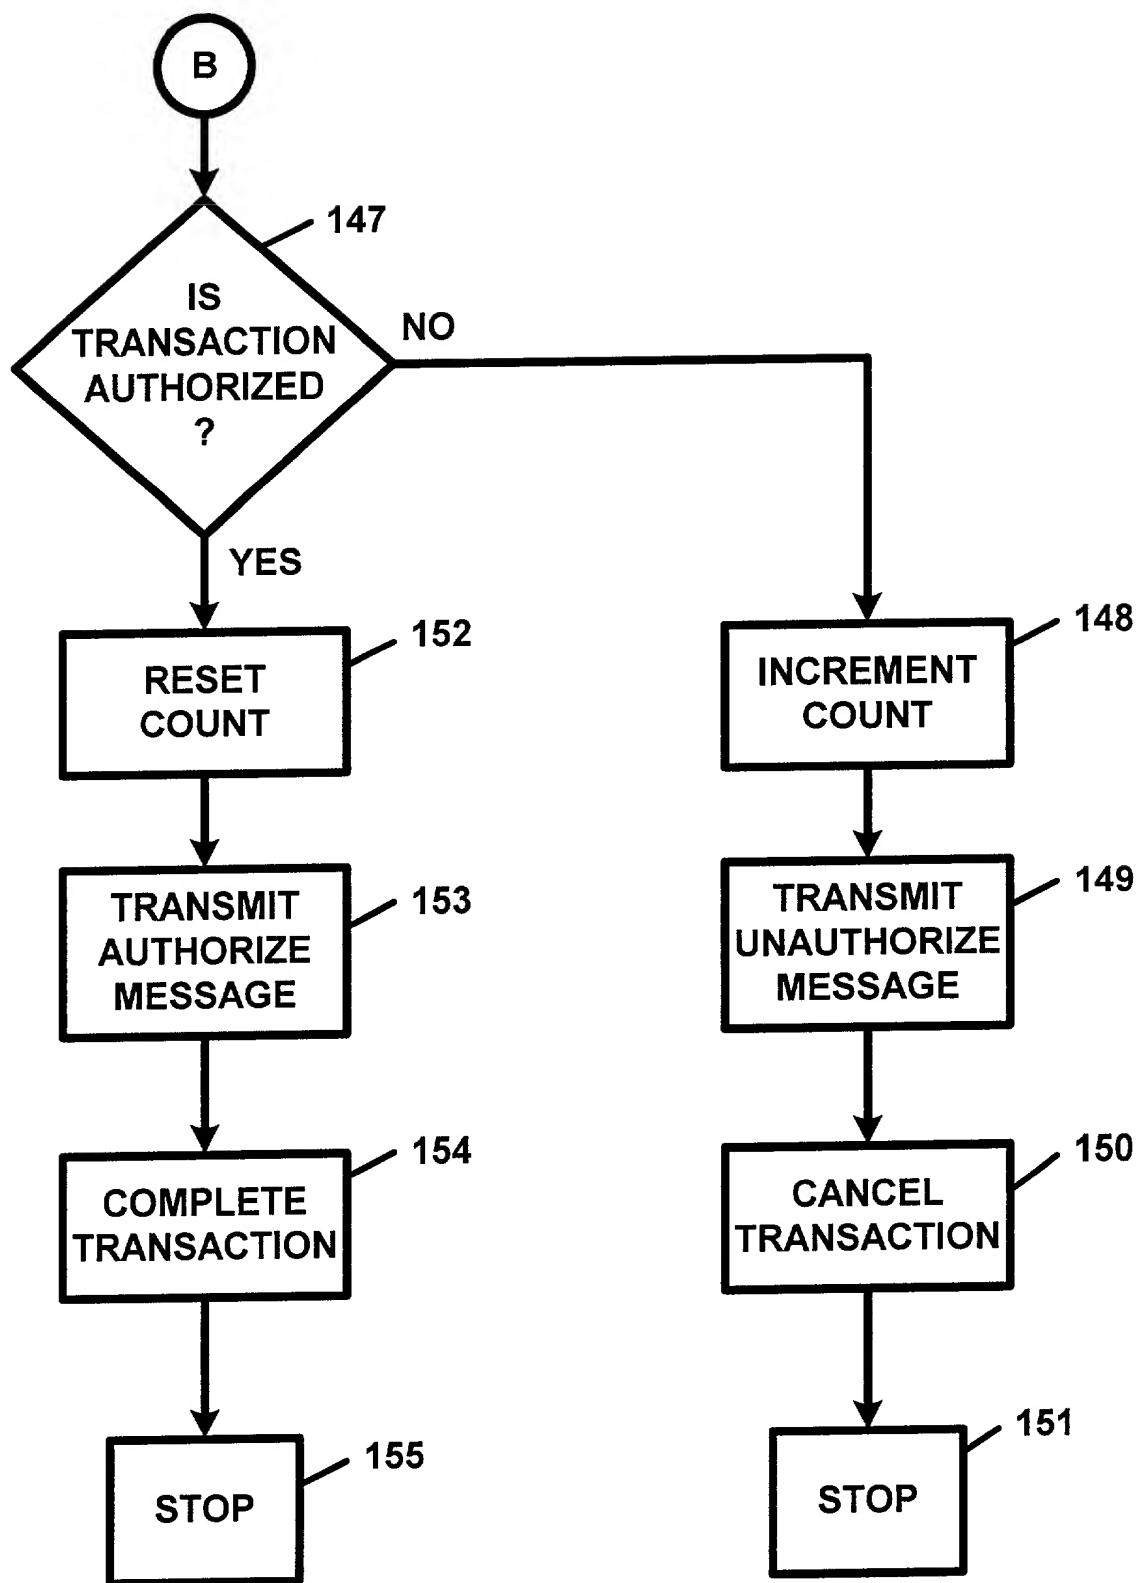 B
147
IS
TRANSACTION
AUTHORIZED
?
NO
YES
152
RESET
COUNT
148
INCREMENT
COUNT
153
TRANSMIT
AUTHORIZE
MESSAGE
149
TRANSMIT
UNAUTHORIZE
MESSAGE
154
COMPLETE
TRANSACTION
150
CANCEL
TRANSACTION
155
STOP
151
STOP